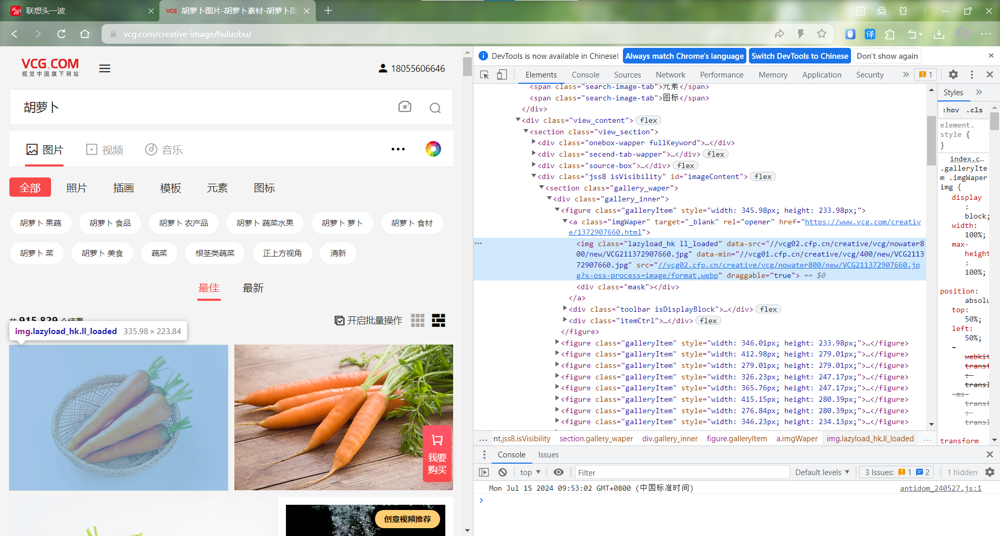 联想头一波
VCG 胡萝卜图片-胡萝卜素材-胡萝卜图
vcg.com/creative-image/huluobu/
译
VCG.COM
视觉中国旗下网站
18055606646
胡萝卜
图片 视频 音乐
全部 照片 插画 模板 元素 图标
胡萝卜 果蔬 胡萝卜 食品 胡萝卜 农产品 胡萝卜 蔬菜水果 胡萝卜 萝卜 胡萝卜 食材
胡萝卜 菜 胡萝卜 美食 蔬菜 根茎类蔬菜 正上方视角 清新
最佳 最新
共 915,829 个结果
开启批量操作
img.lazyload_hk.ll_loaded 335.98 × 223.84
我要
购买
创意视频推荐
DevTools is now available in Chinese! Always match Chrome's language Switch DevTools to Chinese Don't show again
Elements Console Sources Network Performance Memory Application Security » 1
<span class="search-image-tab">元素</span>
<span class="search-image-tab">图标</span>
</div>
<div class="view_content"> flex
<section class="view_section">
<div class="onebox-wapper fullKeyword">…</div>
<div class="secend-tab-wapper">…</div> flex
<div class="source-box">…</div> flex
<div class="jss8 isVisibility" id="imageContent"> flex
<section class="gallery_waper">
<div class="gallery_inner">
<figure class="galleryItem" style="width: 345.98px; height: 233.98px;">
<a class="imgWaper" target="_blank" rel="opener" href="https://www.vcg.com/creativ
e/1372907660.html">
<img class="lazyload_hk ll_loaded" data-src="//vcg02.cfp.cn/creative/vcg/nowater8
00/new/VCG211372907660.jpg" data-min="//vcg01.cfp.cn/creative/vcg/400/new/VCG2113
72907660.jpg" src="//vcg02.cfp.cn/creative/vcg/nowater800/new/VCG211372907660.jp
g?x-oss-process=image/format,webp" draggable="true"> == $0
<div class="mask"></div>
</a>
<div class="toolbar isDisplayBlock">…</div> flex
<div class="itemCtrl">…</div> flex
</figure>
<figure class="galleryItem" style="width: 346.01px; height: 233.98px;">…</figure>
<figure class="galleryItem" style="width: 412.98px; height: 279.01px;">…</figure>
<figure class="galleryItem" style="width: 279.01px; height: 279.01px;">…</figure>
<figure class="galleryItem" style="width: 326.23px; height: 247.17px;">…</figure>
<figure class="galleryItem" style="width: 365.76px; height: 247.17px;">…</figure>
<figure class="galleryItem" style="width: 415.15px; height: 280.39px;">…</figure>
<figure class="galleryItem" style="width: 276.84px; height: 280.39px;">…</figure>
<figure class="galleryItem" style="width: 346.23px; height: 234.13px;">…</figure>
... nt.jss8.isVisibility section.gallery_waper div.gallery_inner figure.galleryItem a.imgWaper img.lazyload_hk.ll_loaded ...
Styles »
:hov .cls
element.
style {
}
index.c…
.galleryIte
m .imgWaper
img {
display
:
block;
width:
100%;
max-
height
:
100%;
position:
absolu
top:
50%;
left:
50%;
webkit
transf
:
transl
-ms-
transf
:
transl
transform
Console Issues
top Filter Default levels 3 Issues: 1 2 1 hidden
Mon Jul 15 2024 09:53:02 GMT+0800 (中国标准时间) antidom_240527.js:1